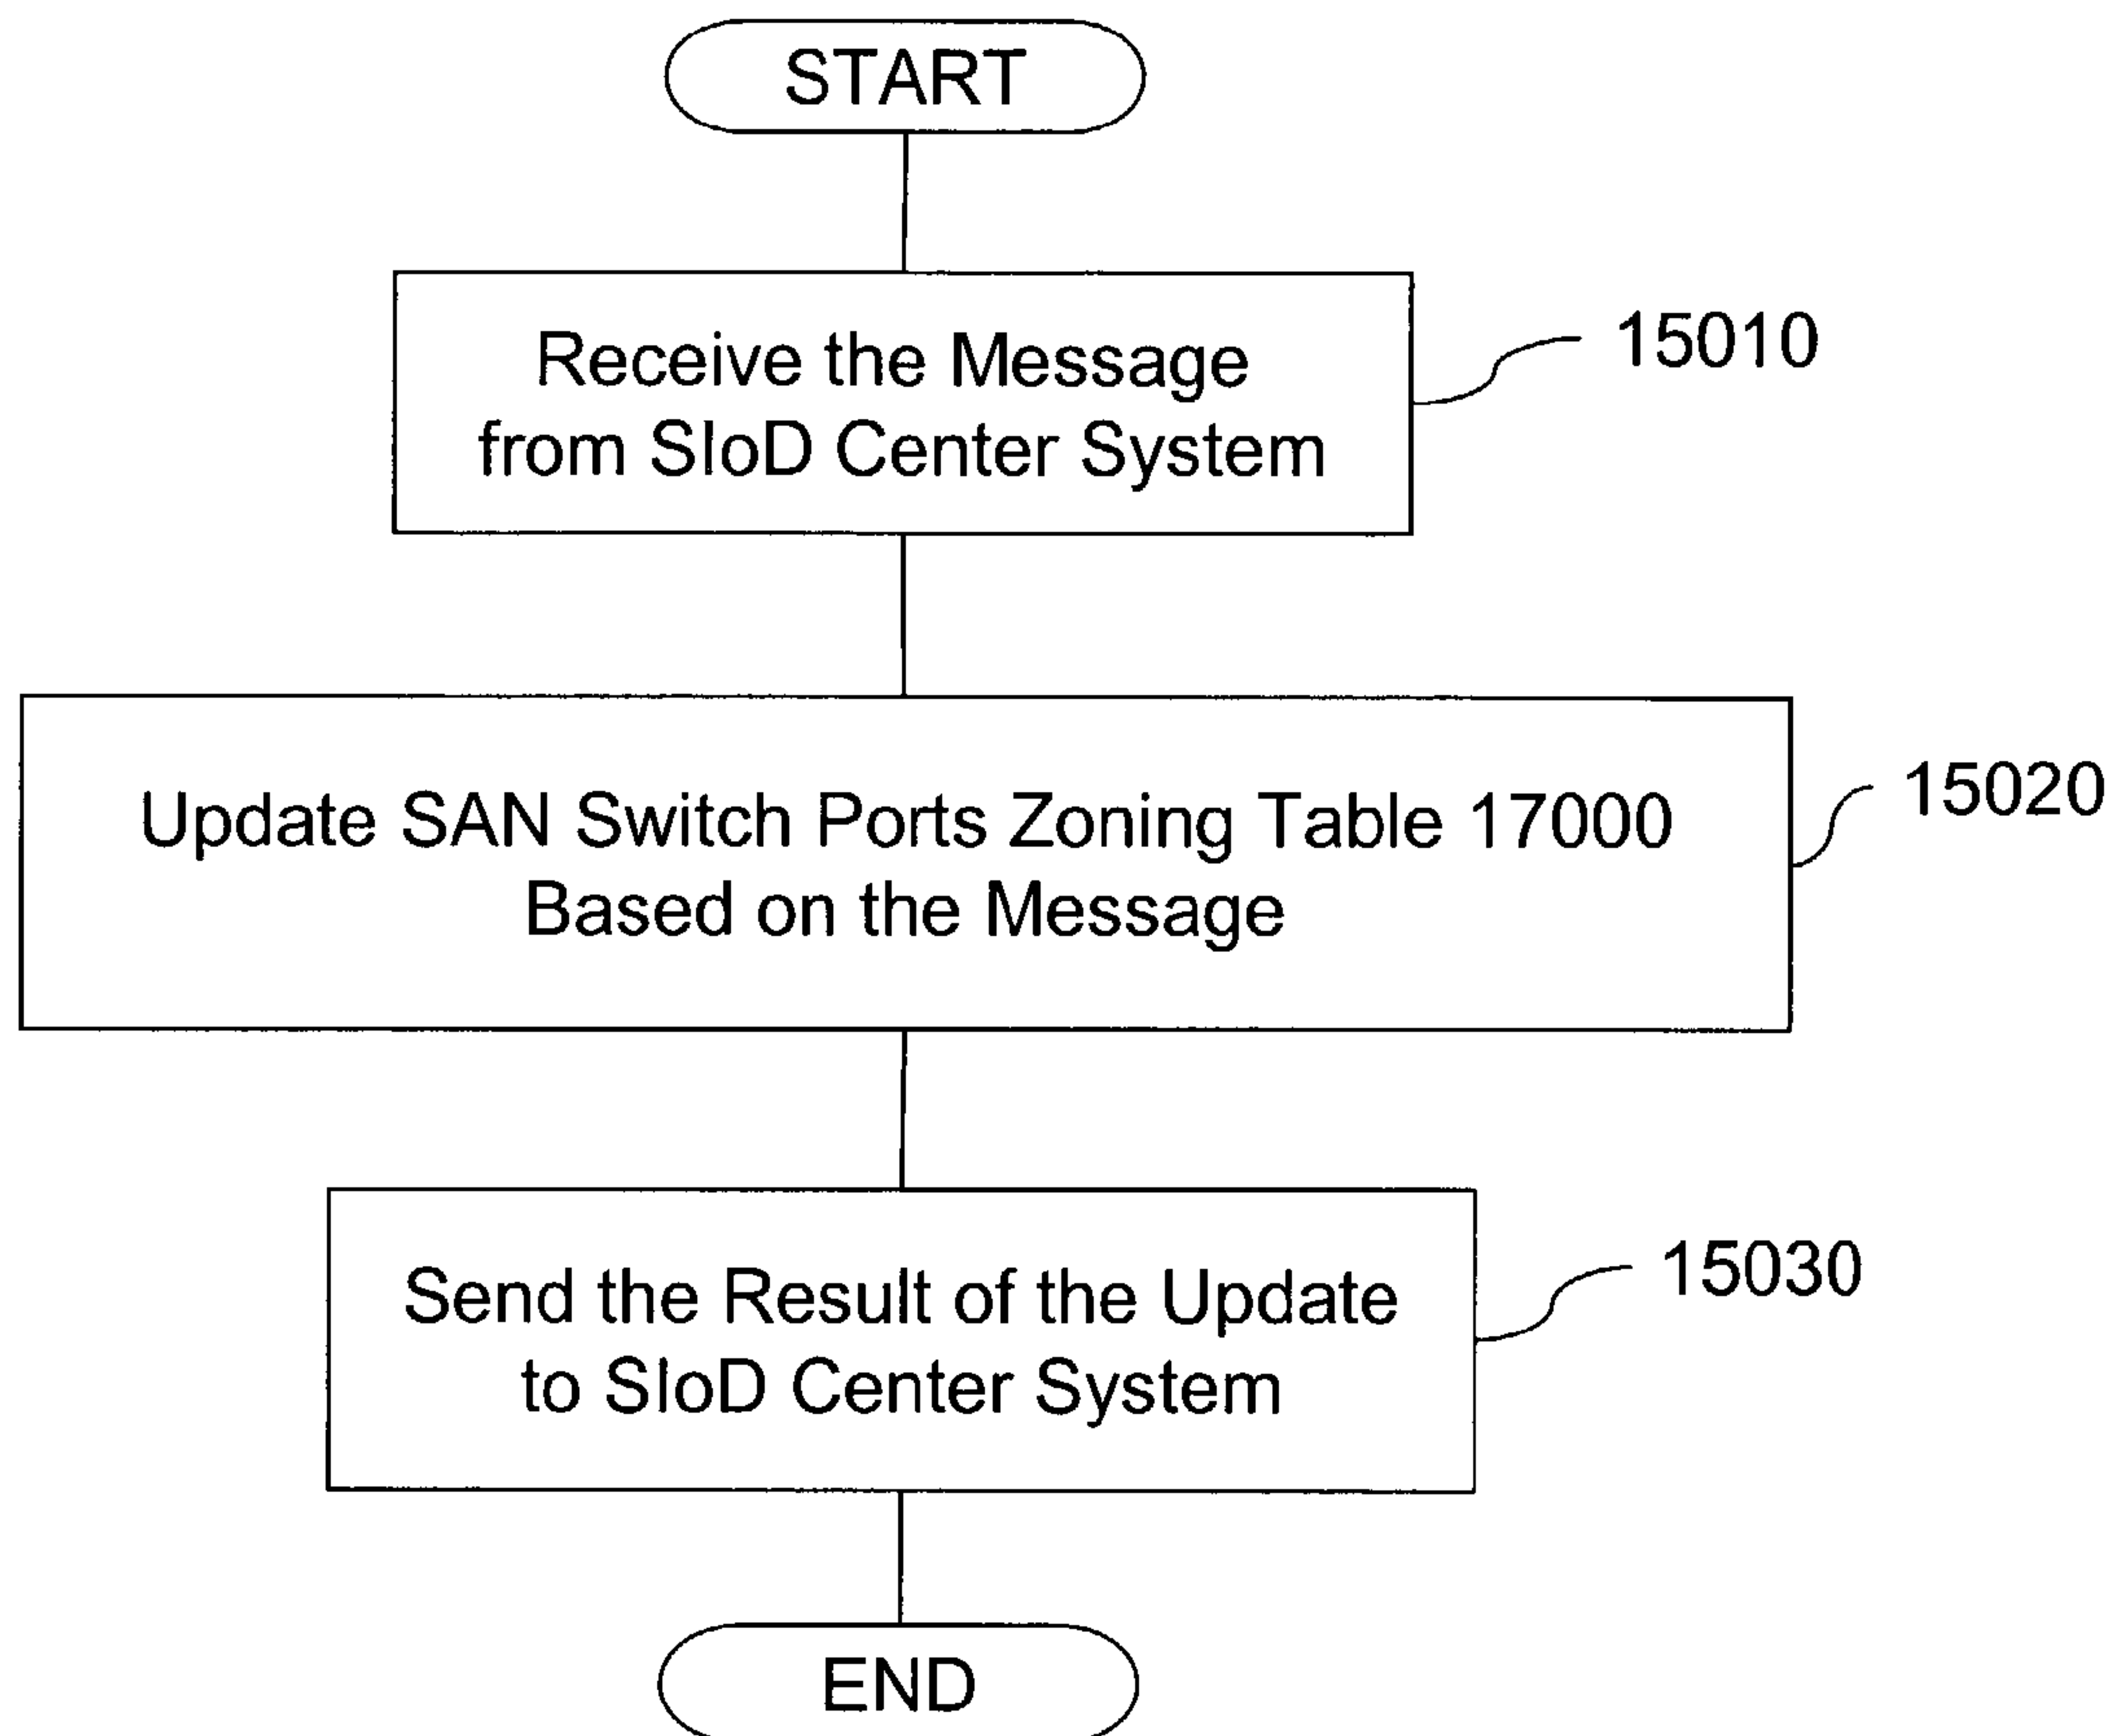 START
Receive the Message
from SIoD Center System
15010
Update SAN Switch Ports Zoning Table 17000
Based on the Message
15020
Send the Result of the Update
to SIoD Center System
15030
END